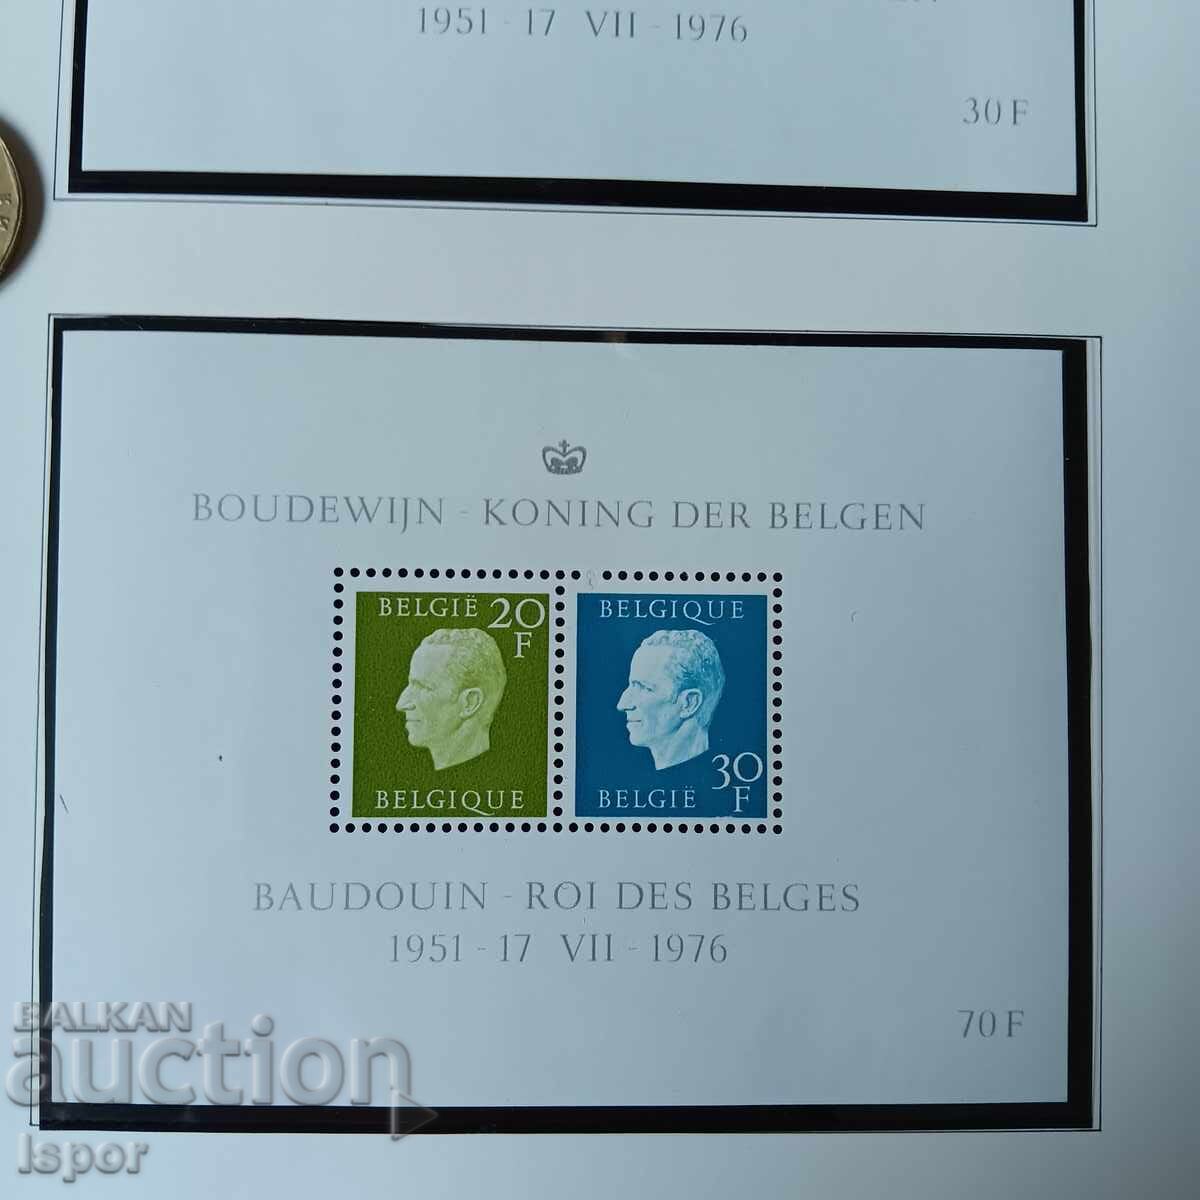 1951 - 17 VII - 1976
30 F
BOUDEWIJN - KONING DER BELGEN
BELGIË 20 F
BELGIQUE
BELGIQUE
30 F
BELGIË
BAUDOUIN - ROI DES BELGES
1951 - 17 VII - 1976
70 F
BALKAN
auction
Ispor